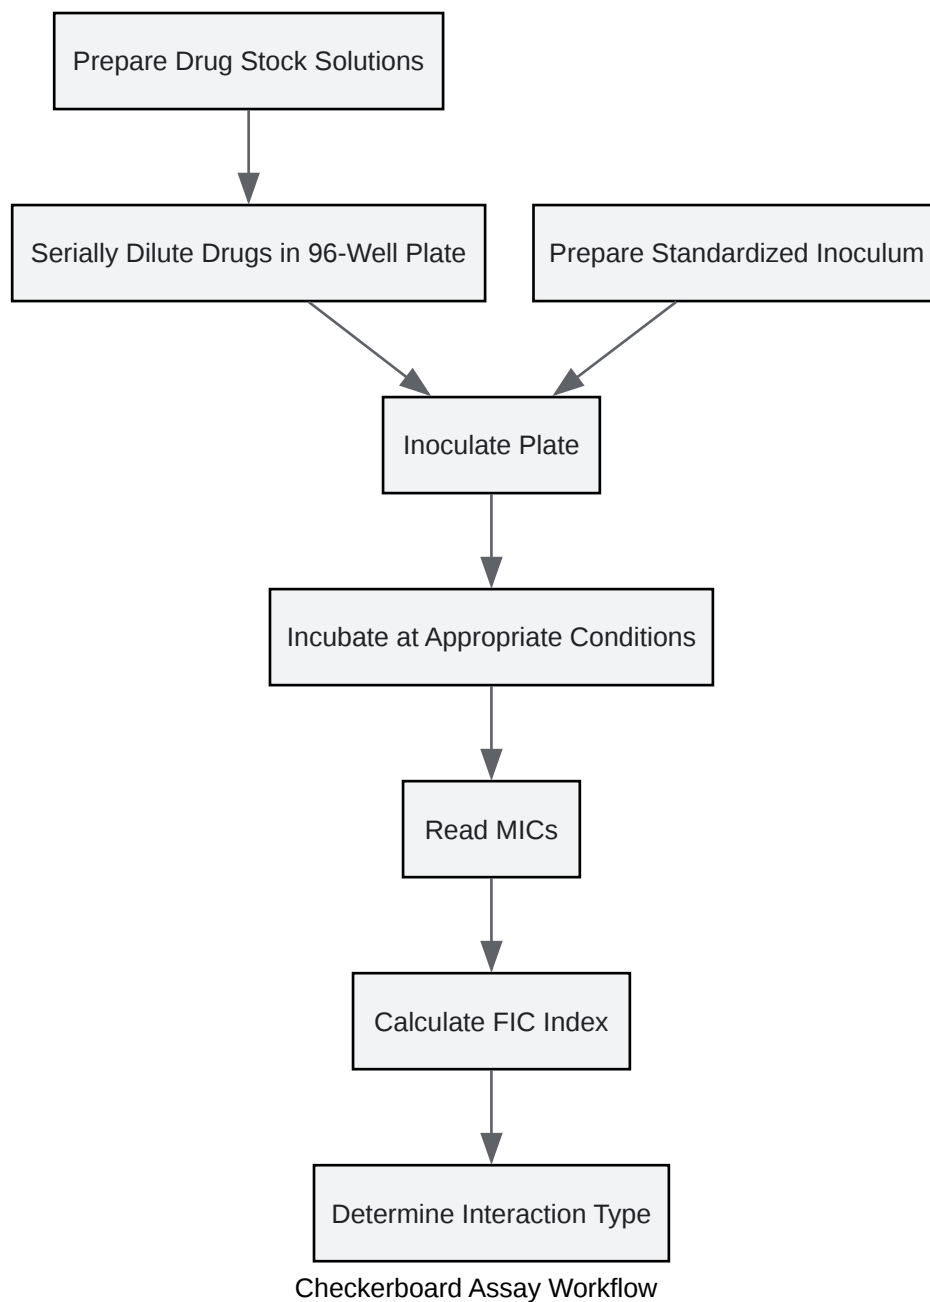 Prepare Drug Stock Solutions
Serially Dilute Drugs in 96-Well Plate
Prepare Standardized Inoculum
Inoculate Plate
Incubate at Appropriate Conditions
Read MICs
Calculate FIC Index
Determine Interaction Type
Checkerboard Assay Workflow